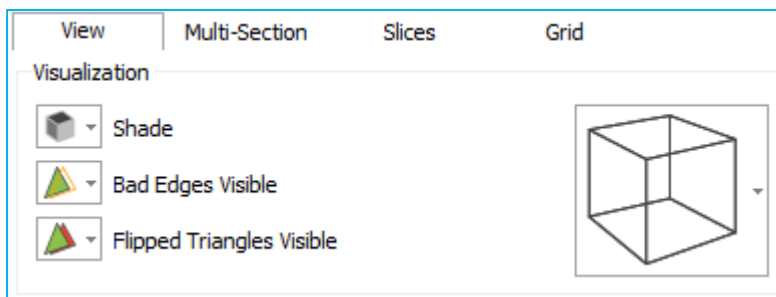 View Multi-Section Slices Grid
Visualization
Shade
Bad Edges Visible
Flipped Triangles Visible